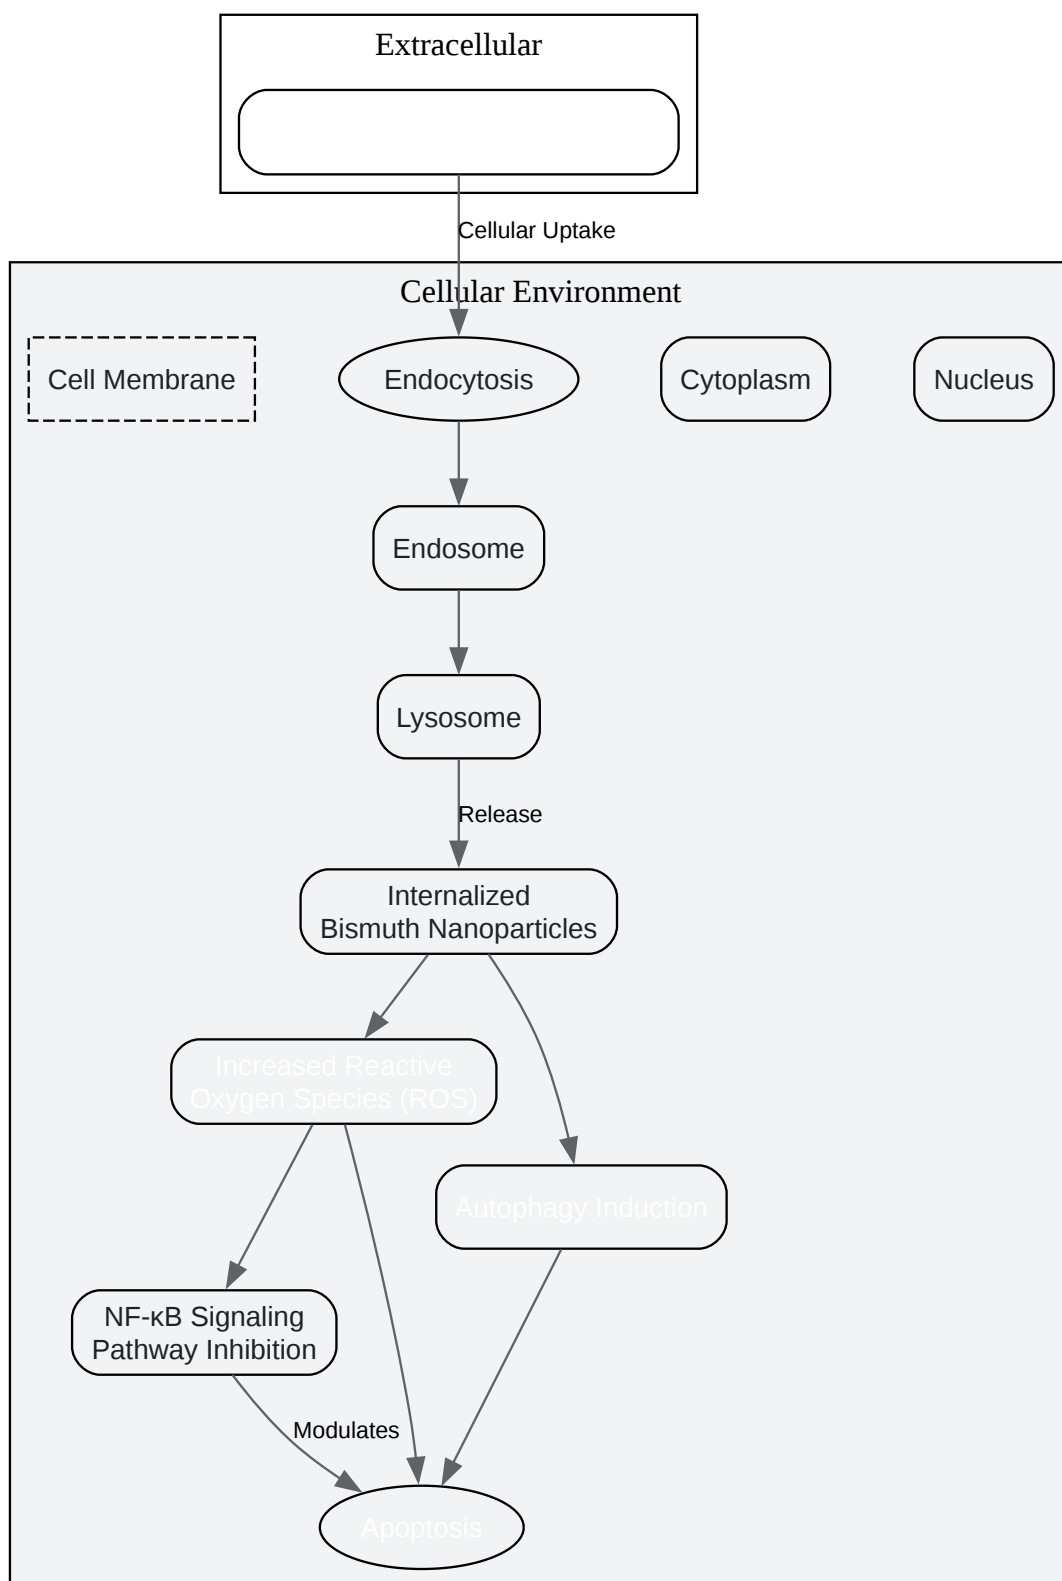 Extracellular
Cellular Uptake
Cellular Environment
Cell Membrane
Endocytosis
Cytoplasm
Nucleus
Endosome
Lysosome
Release
Internalized
Bismuth Nanoparticles
Increased Reactive
Oxygen Species (ROS)
Autophagy Induction
NF-κB Signaling
Pathway Inhibition
Modulates
Apoptosis